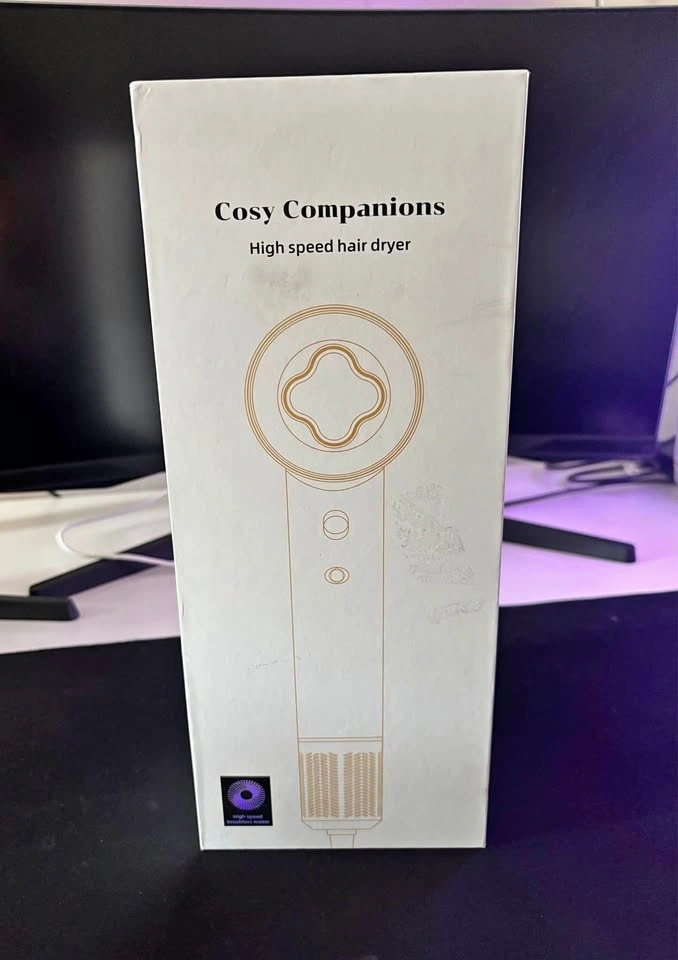 Cosy Companions
High speed hair dryer
High speed
brushless motor